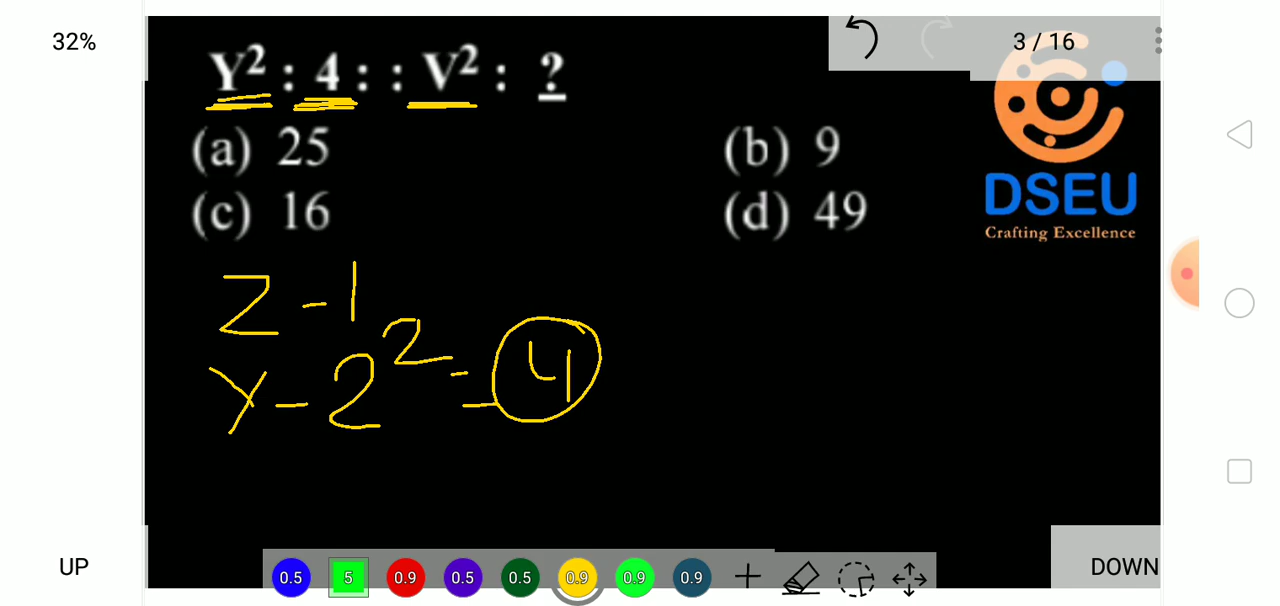 32%
3 / 16
Y² : 4 : : V² : ?
(a) 25
(b) 9
(c) 16
(d) 49
DSEU
Crafting Excellence
Z - 1
Y - 2² = 4
UP
DOWN
0.5 5 0.9 0.5 0.5 0.9 0.9 0.9